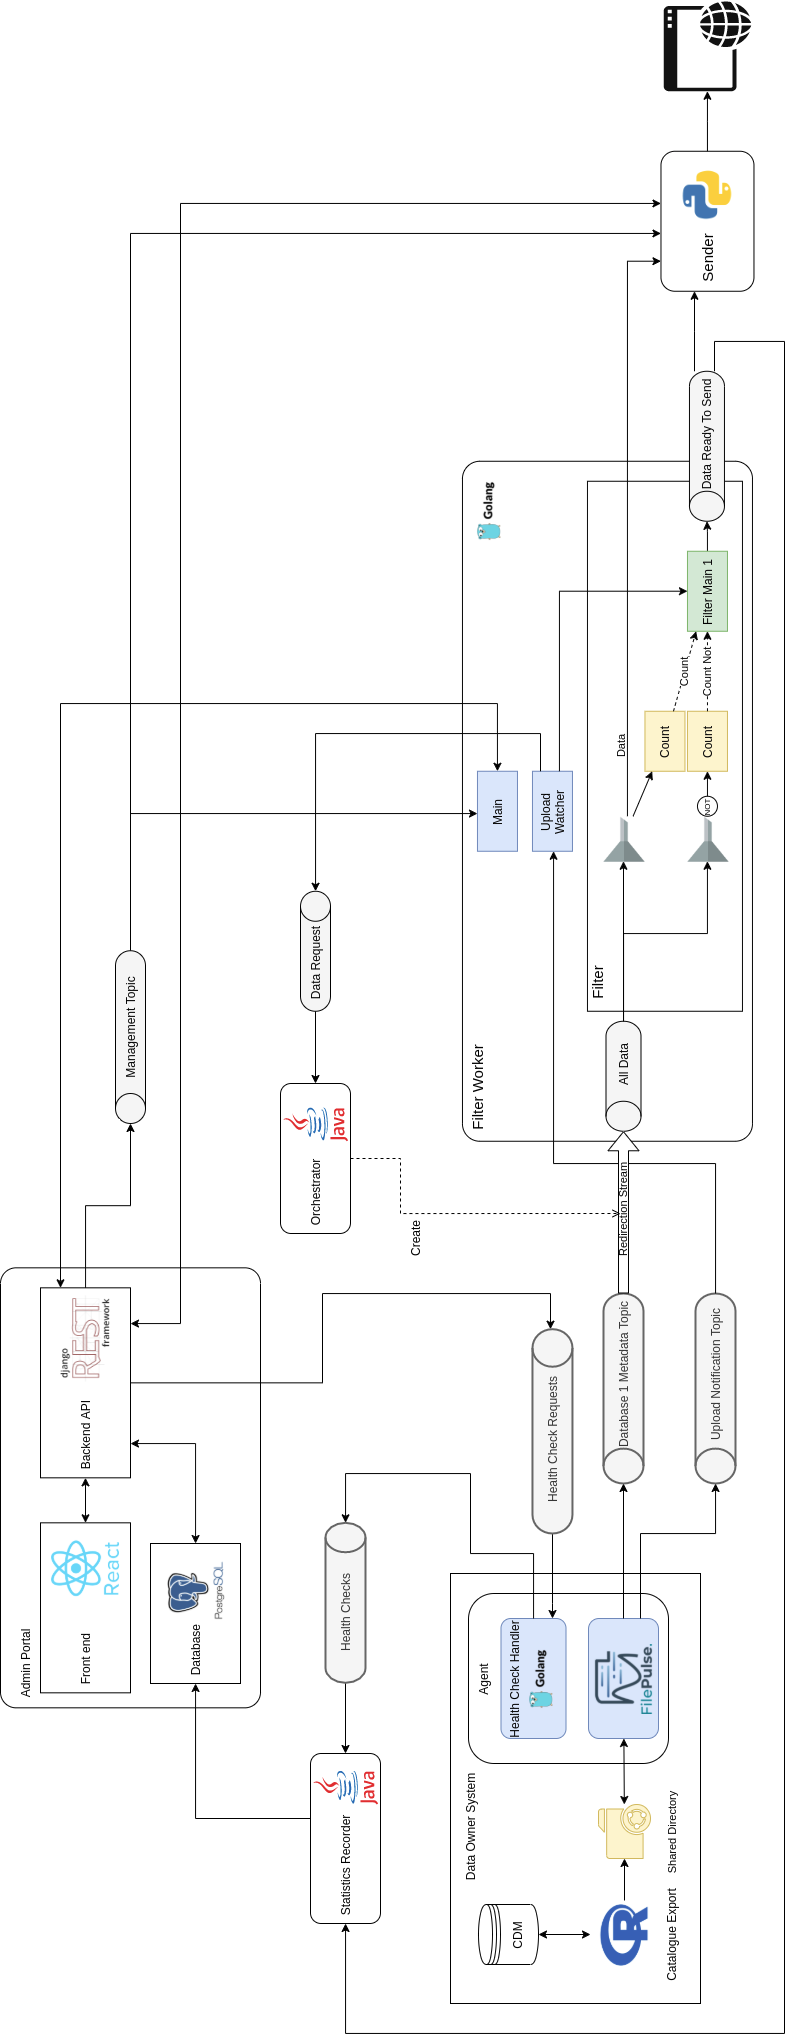 Admin Portal
Front end
React
Backend API
django
REST
framework
Database
PostgreSQL
Management Topic
Statistics Recorder
Java
Health Checks
Orchestrator
Java
Data Request
Create
Health Check Requests
Data Owner System
CDM
Catalogue Export
Shared Directory
Agent
Health Check Handler
Golang
FilePulse.
Database 1 Metadata Topic
Upload Notification Topic
Redirection Stream
Filter Worker
Golang
Main
Upload
Watcher
All Data
Filter
Data
NOT
Count
Count
Count
Count Not
Filter Main 1
Data Ready To Send
Sender